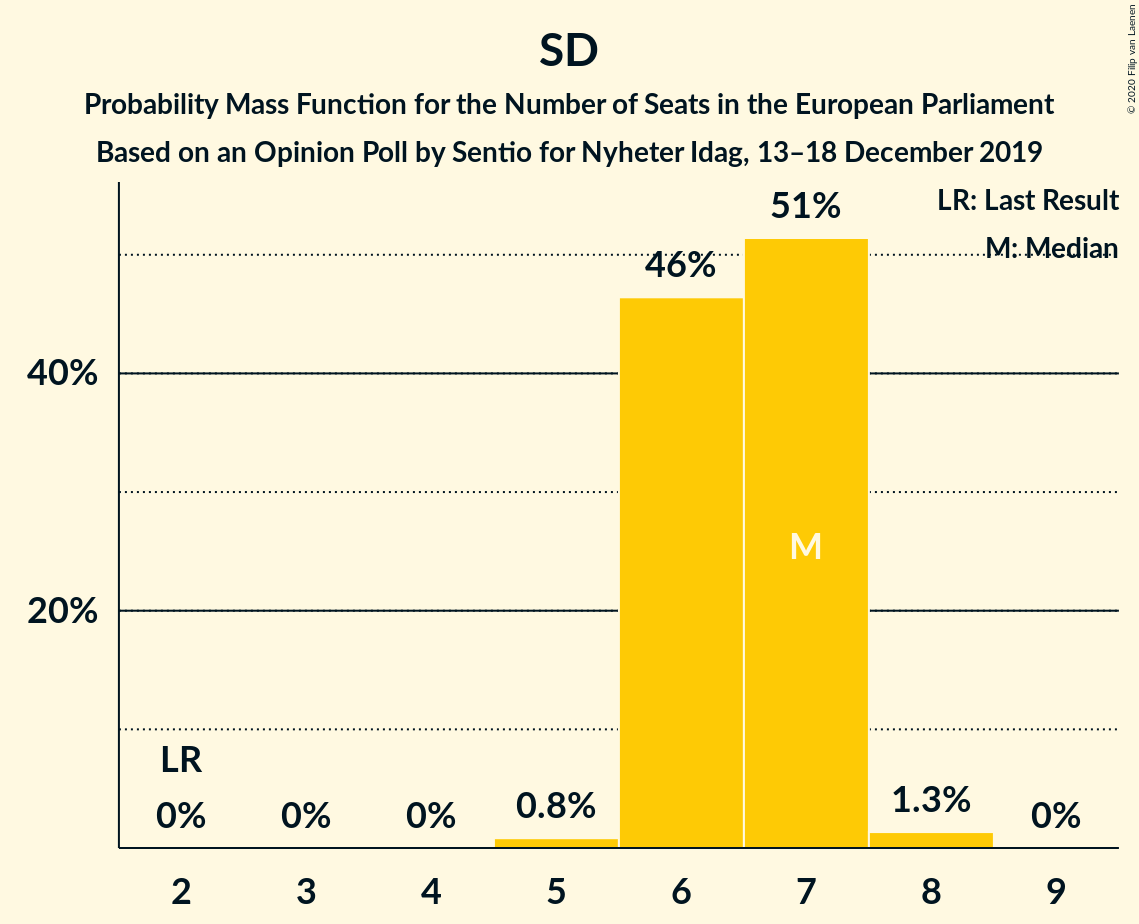 SD
Probability Mass Function for the Number of Seats in the European Parliament
Based on an Opinion Poll by Sentio for Nyheter Idag, 13–18 December 2019
© 2020 Filip van Laenen
LR: Last Result
M: Median
51%
46%
40%
M
20%
LR
0%
0%
0%
0.8%
1.3%
0%
2
3
4
5
6
7
8
9